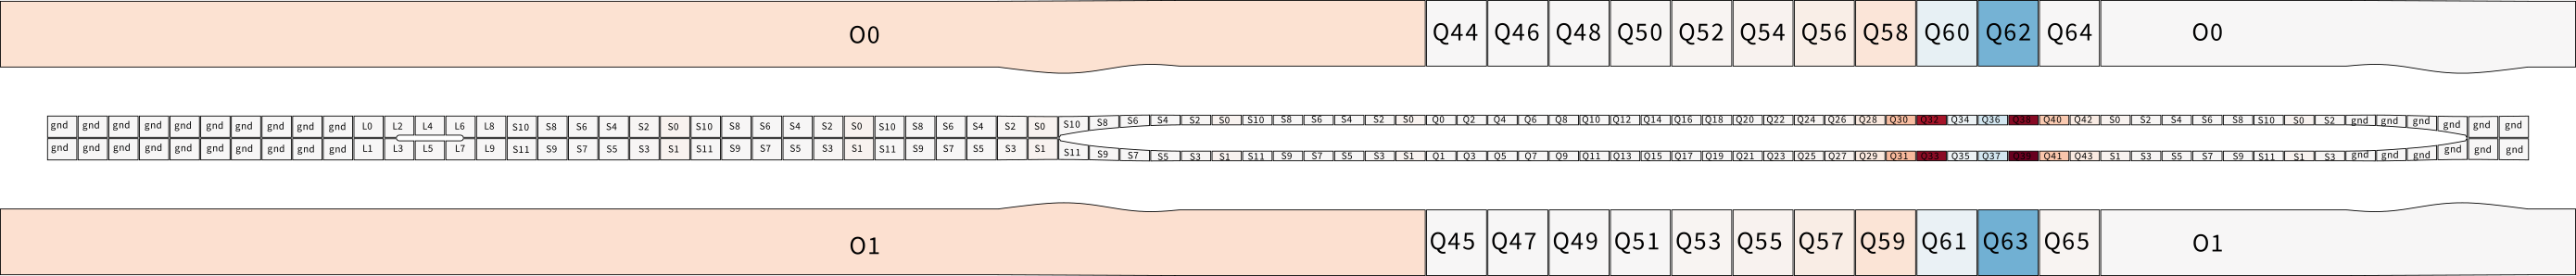 O0 Q44 Q46 Q48 Q50 Q52 Q54 Q56 Q58 Q60 Q62 Q64 O0
gnd gnd gnd gnd gnd gnd gnd gnd gnd gnd L0 L2 L4 L6 L8 S10 S8 S6 S4 S2 S0 S10 S8 S6 S4 S2 S0 S10 S8 S6 S4 S2 S0 S10 S8 S6 S4 S2 S0 S10 S8 S6 S4 S2 S0 Q0 Q2 Q4 Q6 Q8 Q10 Q12 Q14 Q16 Q18 Q20 Q22 Q24 Q26 Q28 Q30 Q32 Q34 Q36 Q38 Q40 Q42 S0 S2 S4 S6 S8 S10 S0 S2 gnd gnd gnd gnd gnd gnd
gnd gnd gnd gnd gnd gnd gnd gnd gnd gnd L1 L3 L5 L7 L9 S11 S9 S7 S5 S3 S1 S11 S9 S7 S5 S3 S1 S11 S9 S7 S5 S3 S1 S11 S9 S7 S5 S3 S1 S11 S9 S7 S5 S3 S1 Q1 Q3 Q5 Q7 Q9 Q11 Q13 Q15 Q17 Q19 Q21 Q23 Q25 Q27 Q29 Q31 Q33 Q35 Q37 Q39 Q41 Q43 S1 S3 S5 S7 S9 S11 S1 S3 gnd gnd gnd gnd gnd gnd
O1 Q45 Q47 Q49 Q51 Q53 Q55 Q57 Q59 Q61 Q63 Q65 O1